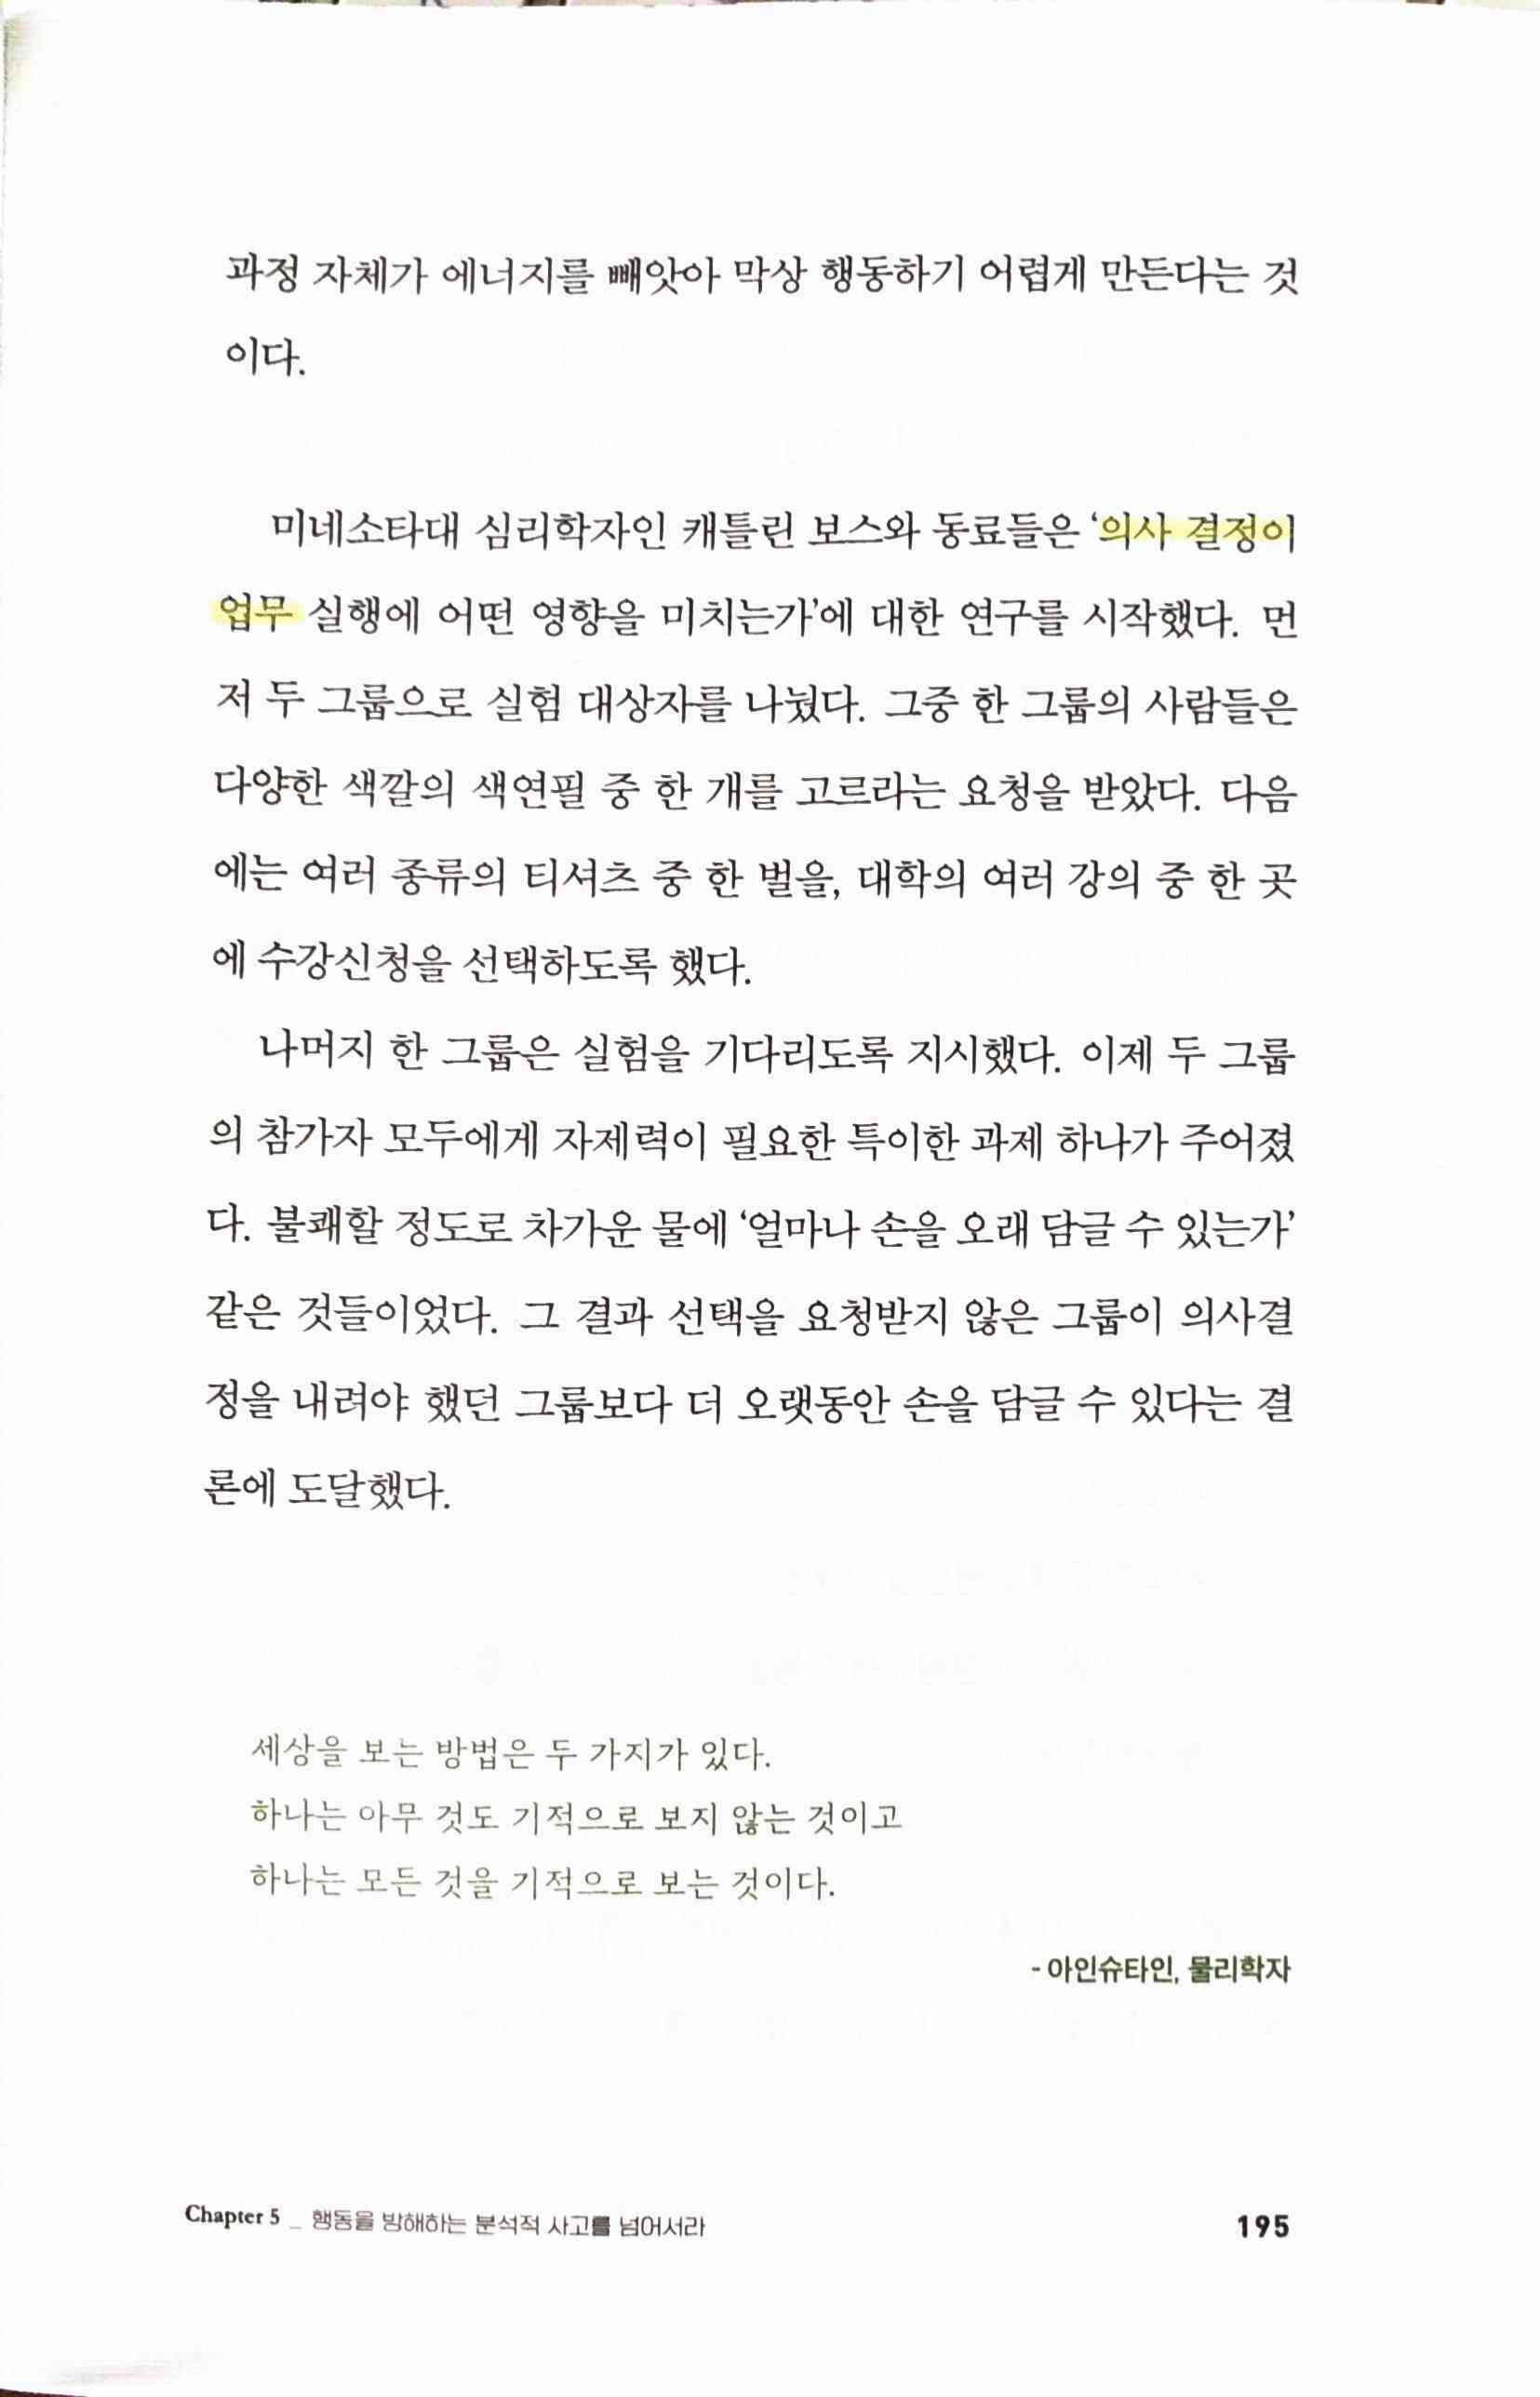 과정 자체가 에너지를 빼앗아 막상 행동하기 어렵게 만든다는 것
이다.
미네소타대 심리학자인 캐틀린 보스와 동료들은 ‘의사 결정이
업무 실행에 어떤 영향을 미치는가’에 대한 연구를 시작했다. 먼
저 두 그룹으로 실험 대상자를 나눴다. 그중 한 그룹의 사람들은
다양한 색깔의 색연필 중 한 개를 고르라는 요청을 받았다. 다음
에는 여러 종류의 티셔츠 중 한 벌을, 대학의 여러 강의 중 한 곳
에 수강신청을 선택하도록 했다.
나머지 한 그룹은 실험을 기다리도록 지시했다. 이제 두 그룹
의 참가자 모두에게 자제력이 필요한 특이한 과제 하나가 주어졌
다. 불쾌할 정도로 차가운 물에 ‘얼마나 손을 오래 담글 수 있는가’
같은 것들이었다. 그 결과 선택을 요청받지 않은 그룹이 의사결
정을 내려야 했던 그룹보다 더 오랫동안 손을 담글 수 있다는 결
론에 도달했다.
세상을 보는 방법은 두 가지가 있다.
하나는 아무 것도 기적으로 보지 않는 것이고
하나는 모든 것을 기적으로 보는 것이다.
- 아인슈타인, 물리학자
Chapter 5 _ 행동을 방해하는 분석적 사고를 넘어서라
195